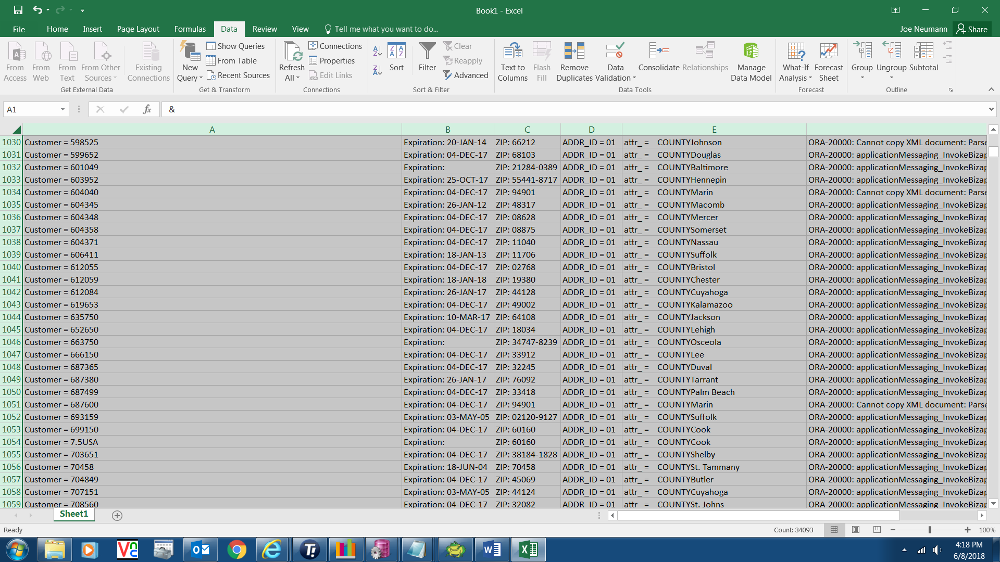 Book1 - Excel
File Home Insert Page Layout Formulas Data Review View Tell me what you want to do... Joe Neumann Share
From Access From Web From Text From Other Sources Existing Connections
Get External Data
New Query Show Queries From Table Recent Sources
Get & Transform
Refresh All Connections Properties Edit Links
Connections
Sort Filter Clear Reapply Advanced
Sort & Filter
Text to Columns Flash Fill Remove Duplicates Data Validation Consolidate Relationships Manage Data Model
Data Tools
What-If Analysis Forecast Sheet
Forecast
Group Ungroup Subtotal
Outline
A1 fx &
A B C D E
1030 Customer = 598525 Expiration: 20-JAN-14 ZIP: 66212 ADDR_ID = 01 attr_ = COUNTYJohnson ORA-20000: Cannot copy XML document: Parse
1031 Customer = 599652 Expiration: 04-DEC-17 ZIP: 68103 ADDR_ID = 01 attr_ = COUNTYDouglas ORA-20000: applicationMessaging_InvokeBizap
1032 Customer = 601049 Expiration: ZIP: 21284-0389 ADDR_ID = 01 attr_ = COUNTYBaltimore ORA-20000: applicationMessaging_InvokeBizap
1033 Customer = 603952 Expiration: 25-OCT-17 ZIP: 55441-8717 ADDR_ID = 01 attr_ = COUNTYHennepin ORA-20000: applicationMessaging_InvokeBizap
1034 Customer = 604040 Expiration: 04-DEC-17 ZIP: 94901 ADDR_ID = 01 attr_ = COUNTYMarin ORA-20000: Cannot copy XML document: Parse
1035 Customer = 604345 Expiration: 26-JAN-12 ZIP: 48317 ADDR_ID = 01 attr_ = COUNTYMacomb ORA-20000: applicationMessaging_InvokeBizap
1036 Customer = 604348 Expiration: 04-DEC-17 ZIP: 08628 ADDR_ID = 01 attr_ = COUNTYMercer ORA-20000: applicationMessaging_InvokeBizap
1037 Customer = 604358 Expiration: 04-DEC-17 ZIP: 08875 ADDR_ID = 01 attr_ = COUNTYSomerset ORA-20000: applicationMessaging_InvokeBizap
1038 Customer = 604371 Expiration: 04-DEC-17 ZIP: 11040 ADDR_ID = 01 attr_ = COUNTYNassau ORA-20000: applicationMessaging_InvokeBizap
1039 Customer = 606411 Expiration: 18-JAN-13 ZIP: 11706 ADDR_ID = 01 attr_ = COUNTYSuffolk ORA-20000: applicationMessaging_InvokeBizap
1040 Customer = 612055 Expiration: 04-DEC-17 ZIP: 02768 ADDR_ID = 01 attr_ = COUNTYBristol ORA-20000: applicationMessaging_InvokeBizap
1041 Customer = 612059 Expiration: 18-JAN-18 ZIP: 19380 ADDR_ID = 01 attr_ = COUNTYChester ORA-20000: applicationMessaging_InvokeBizap
1042 Customer = 612084 Expiration: 26-JAN-17 ZIP: 44128 ADDR_ID = 01 attr_ = COUNTYCuyahoga ORA-20000: applicationMessaging_InvokeBizap
1043 Customer = 619653 Expiration: 04-DEC-17 ZIP: 49002 ADDR_ID = 01 attr_ = COUNTYKalamazoo ORA-20000: applicationMessaging_InvokeBizap
1044 Customer = 635750 Expiration: 10-MAR-17 ZIP: 64108 ADDR_ID = 01 attr_ = COUNTYJackson ORA-20000: applicationMessaging_InvokeBizap
1045 Customer = 652650 Expiration: 04-DEC-17 ZIP: 18034 ADDR_ID = 01 attr_ = COUNTYLehigh ORA-20000: applicationMessaging_InvokeBizap
1046 Customer = 663750 Expiration: ZIP: 34747-8239 ADDR_ID = 01 attr_ = COUNTYOsceola ORA-20000: applicationMessaging_InvokeBizap
1047 Customer = 666150 Expiration: 04-DEC-17 ZIP: 33912 ADDR_ID = 01 attr_ = COUNTYLee ORA-20000: applicationMessaging_InvokeBizap
1048 Customer = 687365 Expiration: 04-DEC-17 ZIP: 32245 ADDR_ID = 01 attr_ = COUNTYDuval ORA-20000: applicationMessaging_InvokeBizap
1049 Customer = 687380 Expiration: 26-JAN-17 ZIP: 76092 ADDR_ID = 01 attr_ = COUNTYTarrant ORA-20000: applicationMessaging_InvokeBizap
1050 Customer = 687499 Expiration: 04-DEC-17 ZIP: 33418 ADDR_ID = 01 attr_ = COUNTYPalm Beach ORA-20000: applicationMessaging_InvokeBizap
1051 Customer = 687600 Expiration: 04-DEC-17 ZIP: 94901 ADDR_ID = 01 attr_ = COUNTYMarin ORA-20000: Cannot copy XML document: Parse
1052 Customer = 693159 Expiration: 03-MAY-05 ZIP: 02120-9127 ADDR_ID = 01 attr_ = COUNTYSuffolk ORA-20000: applicationMessaging_InvokeBizap
1053 Customer = 699150 Expiration: 04-DEC-17 ZIP: 60160 ADDR_ID = 01 attr_ = COUNTYCook ORA-20000: applicationMessaging_InvokeBizap
1054 Customer = 7.5USA Expiration: ZIP: 60160 ADDR_ID = 01 attr_ = COUNTYCook ORA-20000: applicationMessaging_InvokeBizap
1055 Customer = 703651 Expiration: 04-DEC-17 ZIP: 38184-1828 ADDR_ID = 01 attr_ = COUNTYShelby ORA-20000: applicationMessaging_InvokeBizap
1056 Customer = 70458 Expiration: 18-JUN-04 ZIP: 70458 ADDR_ID = 01 attr_ = COUNTYSt. Tammany ORA-20000: applicationMessaging_InvokeBizap
1057 Customer = 704849 Expiration: 04-DEC-17 ZIP: 45069 ADDR_ID = 01 attr_ = COUNTYButler ORA-20000: applicationMessaging_InvokeBizap
1058 Customer = 707151 Expiration: 03-MAY-05 ZIP: 44124 ADDR_ID = 01 attr_ = COUNTYCuyahoga ORA-20000: applicationMessaging_InvokeBizap
1059 Customer = 708560 Expiration: 04-DEC-17 ZIP: 32082 ADDR_ID = 01 attr_ = COUNTYSt. Johns ORA-20000: applicationMessaging_InvokeBizap
Sheet1
Ready Count: 34093 100%
4:18 PM
6/8/2018